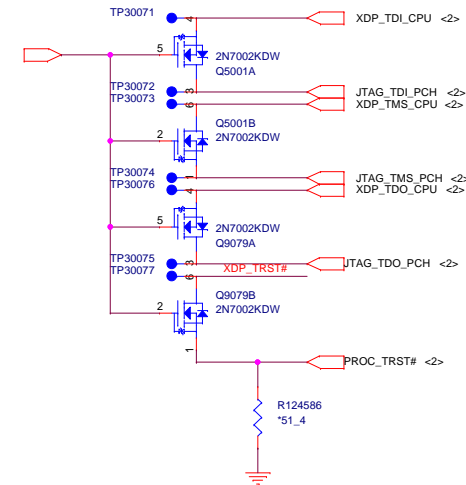 TP30071
4
XDP_TDI_CPU <2>
5
2N7002KDW
Q5001A
3
TP30072
JTAG_TDI_PCH <2>
TP30073
6
XDP_TMS_CPU <2>
Q5001B
2
2N7002KDW
1
TP30074
JTAG_TMS_PCH <2>
TP30076
4
XDP_TDO_CPU <2>
5
2N7002KDW
Q9079A
3
TP30075
JTAG_TDO_PCH <2>
TP30077
6
XDP_TRST#
Q9079B
2
2N7002KDW
1
PROC_TRST# <2>
R124586
*51_4